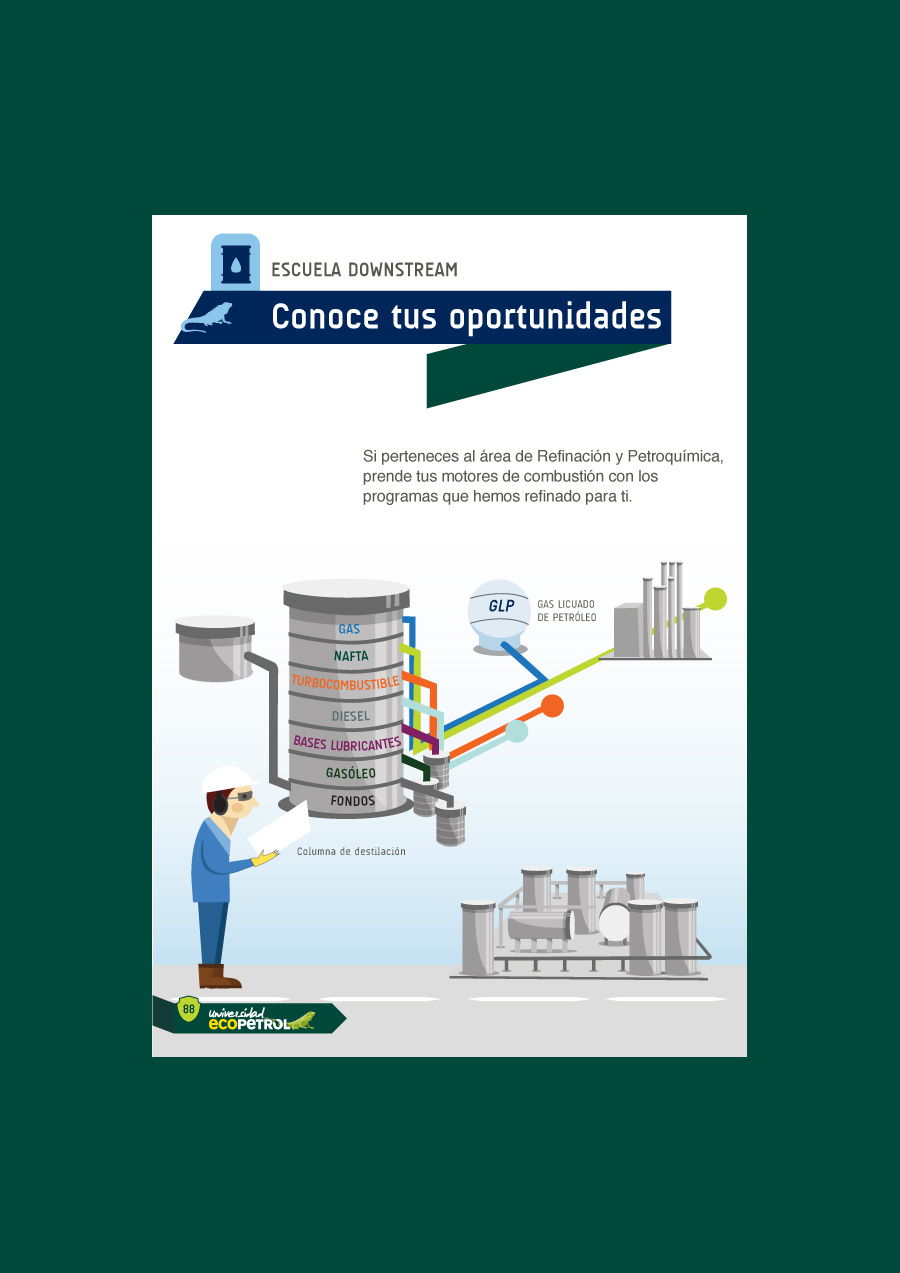 ESCUELA DOWNSTREAM
Conoce tus oportunidades
Si perteneces al área de Refinación y Petroquímica,
prende tus motores de combustión con los
programas que hemos refinado para ti.
GLP
GAS LICUADO
DE PETRÓLEO
GAS
NAFTA
TURBOCOMBUSTIBLE
DIESEL
BASES LUBRICANTES
GASÓLEO
FONDOS
Columna de destilación
88
Universidad
ecoPETROL